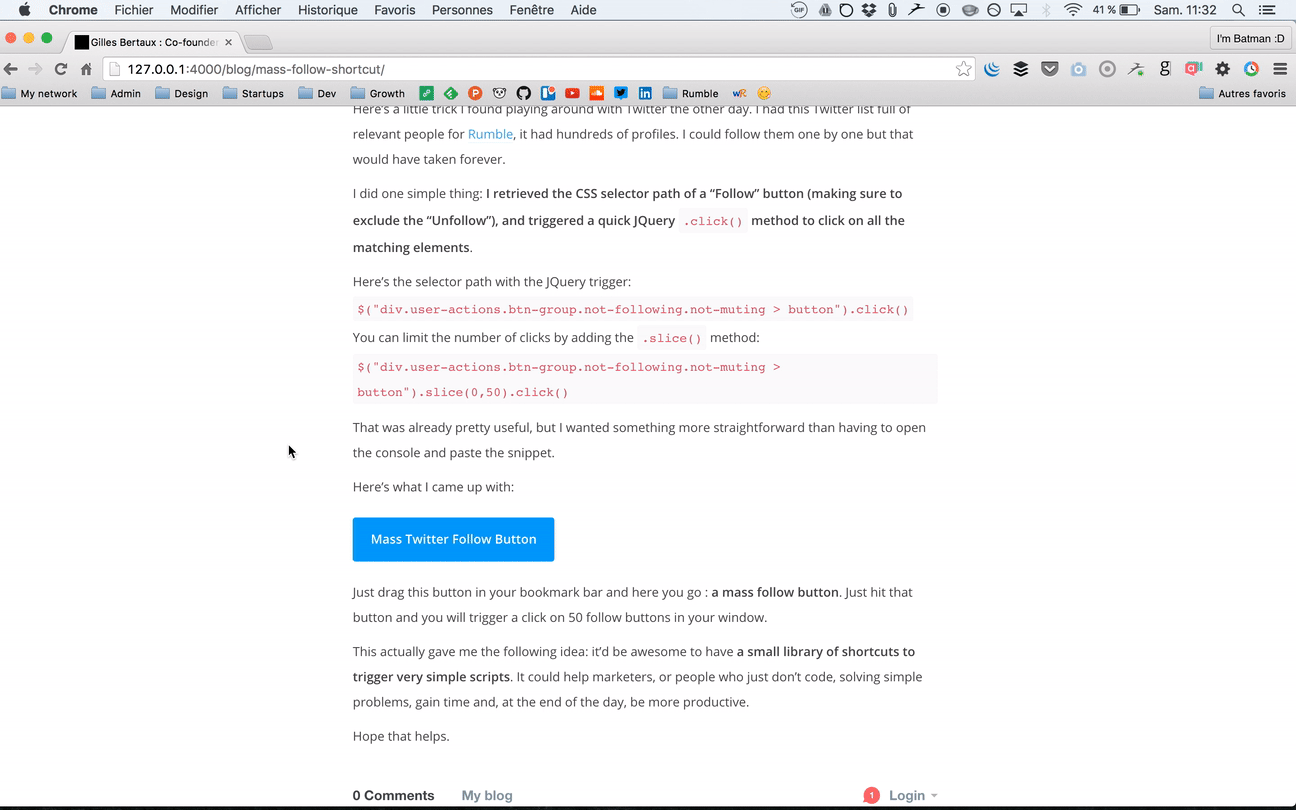 Chrome Fichier Modifier Afficher Historique Favoris Personnes Fenêtre Aide GIF 41 % Sam. 11:32
Gilles Bertaux : Co-founder × I'm Batman :D
127.0.0.1:4000/blog/mass-follow-shortcut/
My network Admin Design Startups Dev Growth Rumble Autres favoris
Here's a little trick I found playing around with Twitter the other day. I had this Twitter list full of
relevant people for Rumble, it had hundreds of profiles. I could follow them one by one but that
would have taken forever.
I did one simple thing: I retrieved the CSS selector path of a “Follow” button (making sure to
exclude the “Unfollow”), and triggered a quick JQuery .click() method to click on all the
matching elements.
Here’s the selector path with the JQuery trigger:
$("div.user-actions.btn-group.not-following.not-muting > button").click()
You can limit the number of clicks by adding the .slice() method:
$("div.user-actions.btn-group.not-following.not-muting >
button").slice(0,50).click()
That was already pretty useful, but I wanted something more straightforward than having to open
the console and paste the snippet.
Here’s what I came up with:
Mass Twitter Follow Button
Just drag this button in your bookmark bar and here you go : a mass follow button. Just hit that
button and you will trigger a click on 50 follow buttons in your window.
This actually gave me the following idea: it’d be awesome to have a small library of shortcuts to
trigger very simple scripts. It could help marketers, or people who just don’t code, solving simple
problems, gain time and, at the end of the day, be more productive.
Hope that helps.
0 Comments My blog 1 Login